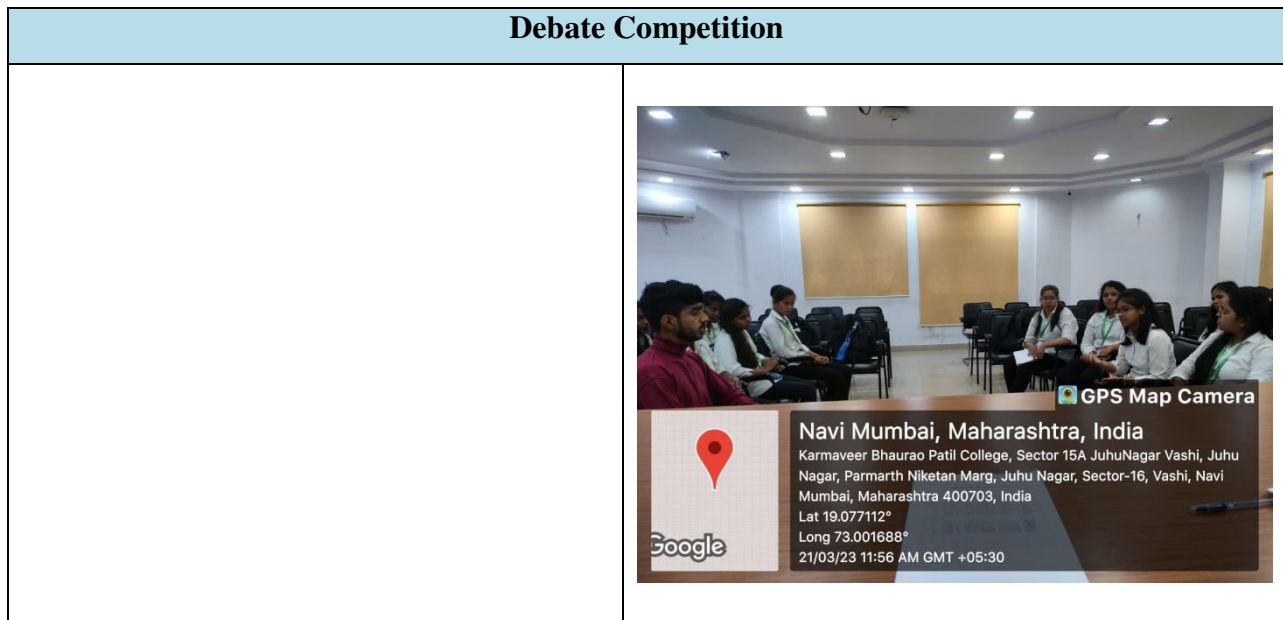 Debate Competition
GPS Map Camera
Navi Mumbai, Maharashtra, India
Karmaveer Bhaurao Patil College, Sector 15A JuhuNagar Vashi, Juhu
Nagar, Parmarth Niketan Marg, Juhu Nagar, Sector-16, Vashi, Navi
Mumbai, Maharashtra 400703, India
Lat 19.077112°
Long 73.001688°
21/03/23 11:56 AM GMT +05:30
Google